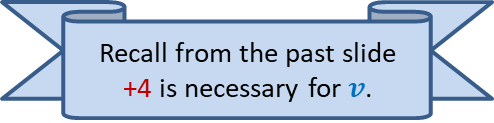 Recall from the past slide
+4 is necessary for v.